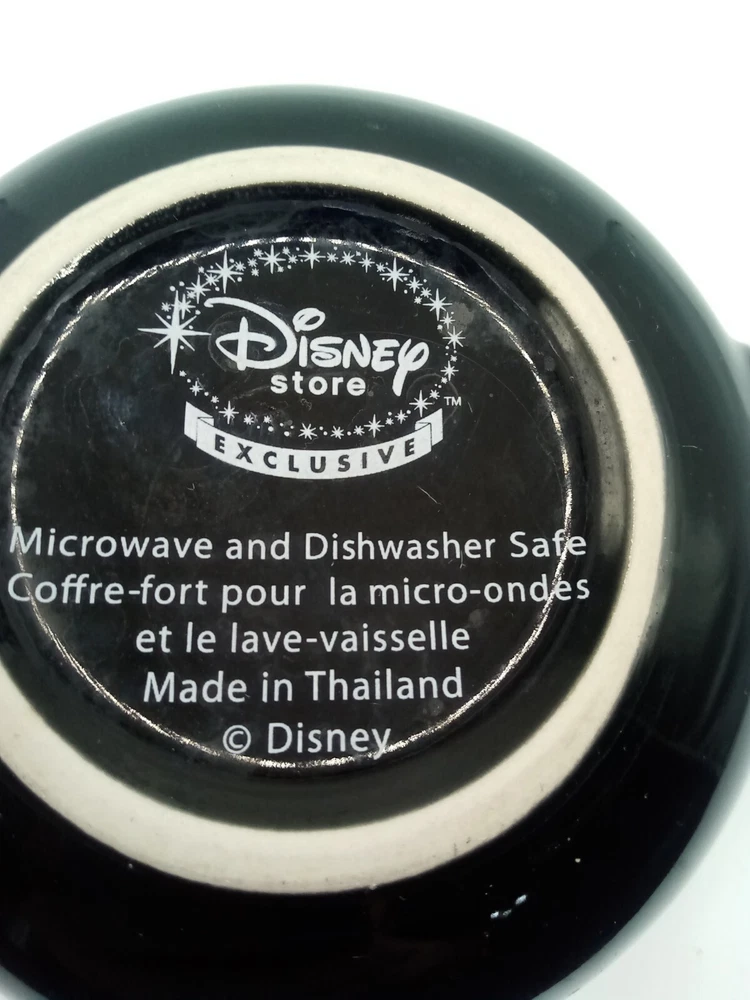 Disney
store
TM
EXCLUSIVE
Microwave and Dishwasher Safe
Coffre-fort pour la micro-ondes
et le lave-vaisselle
Made in Thailand
© Disney